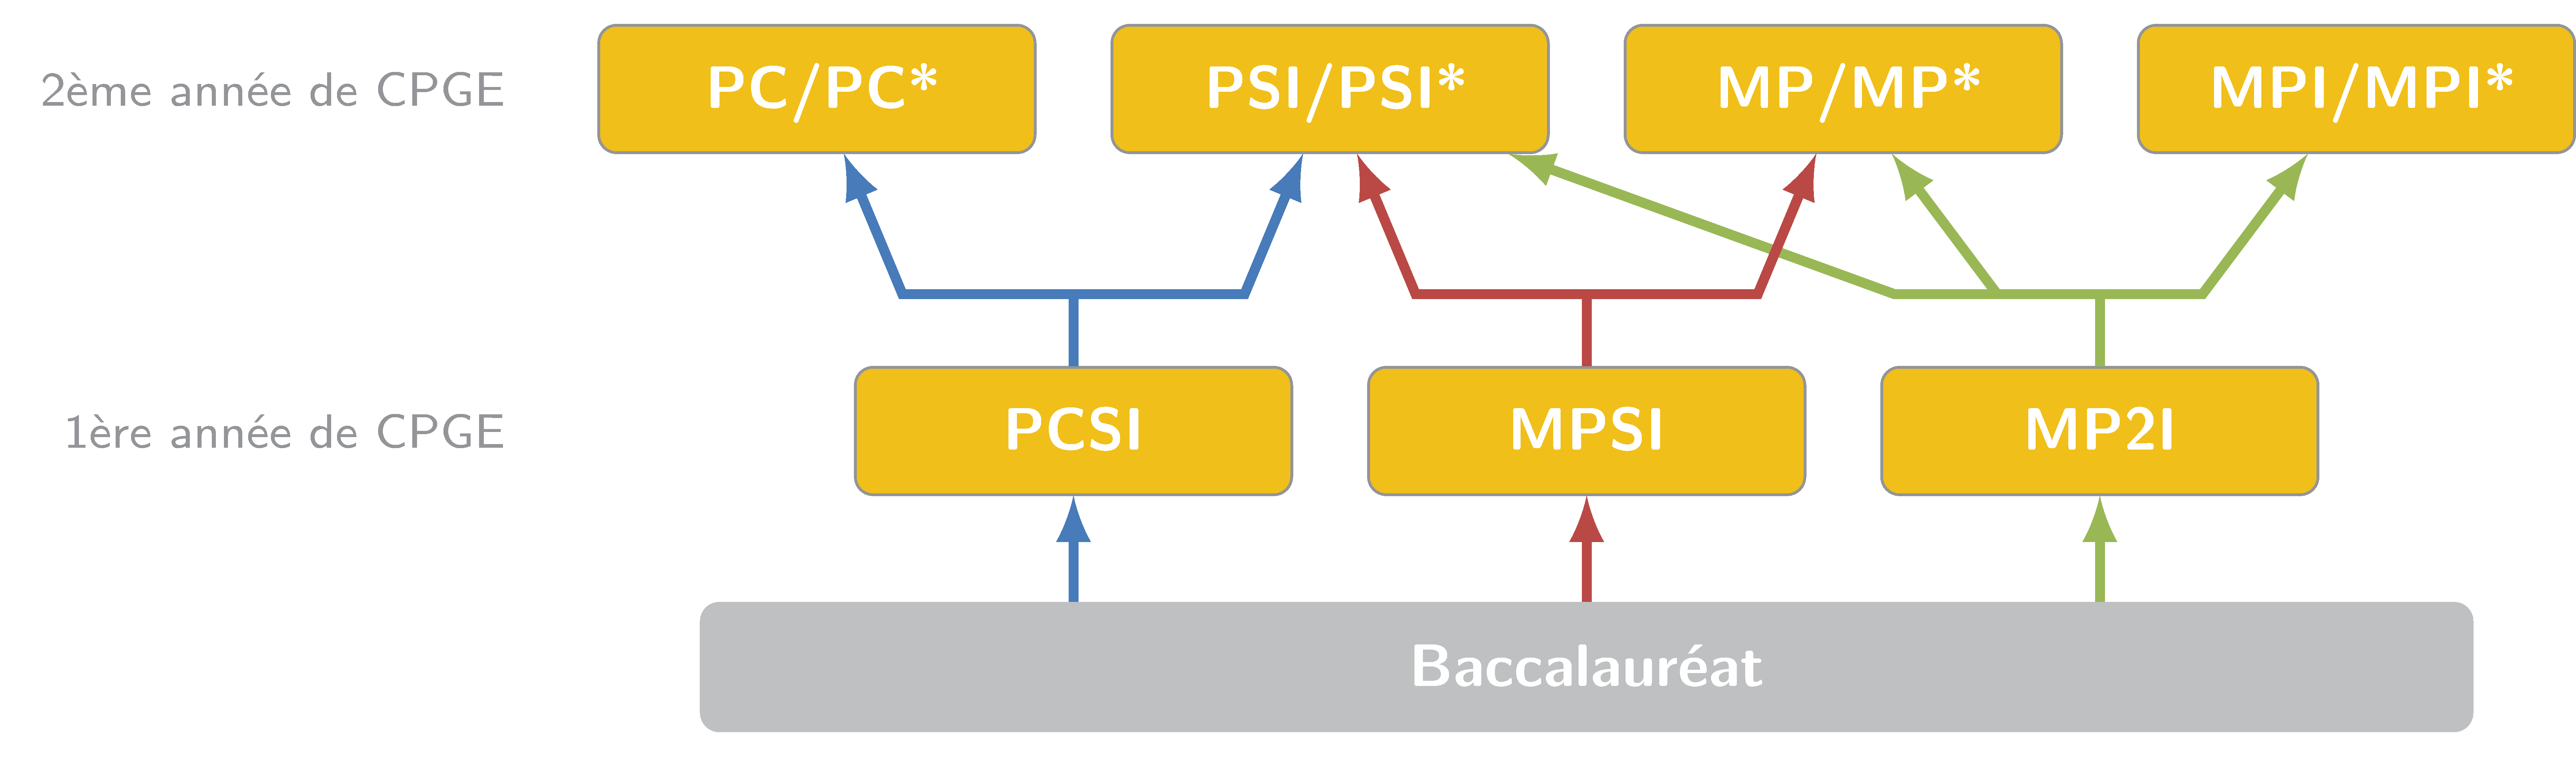 2ème année de CPGE
PC/PC*
PSI/PSI*
MP/MP*
MPI/MPI*
1ère année de CPGE
PCSI
MPSI
MP2I
Baccalauréat